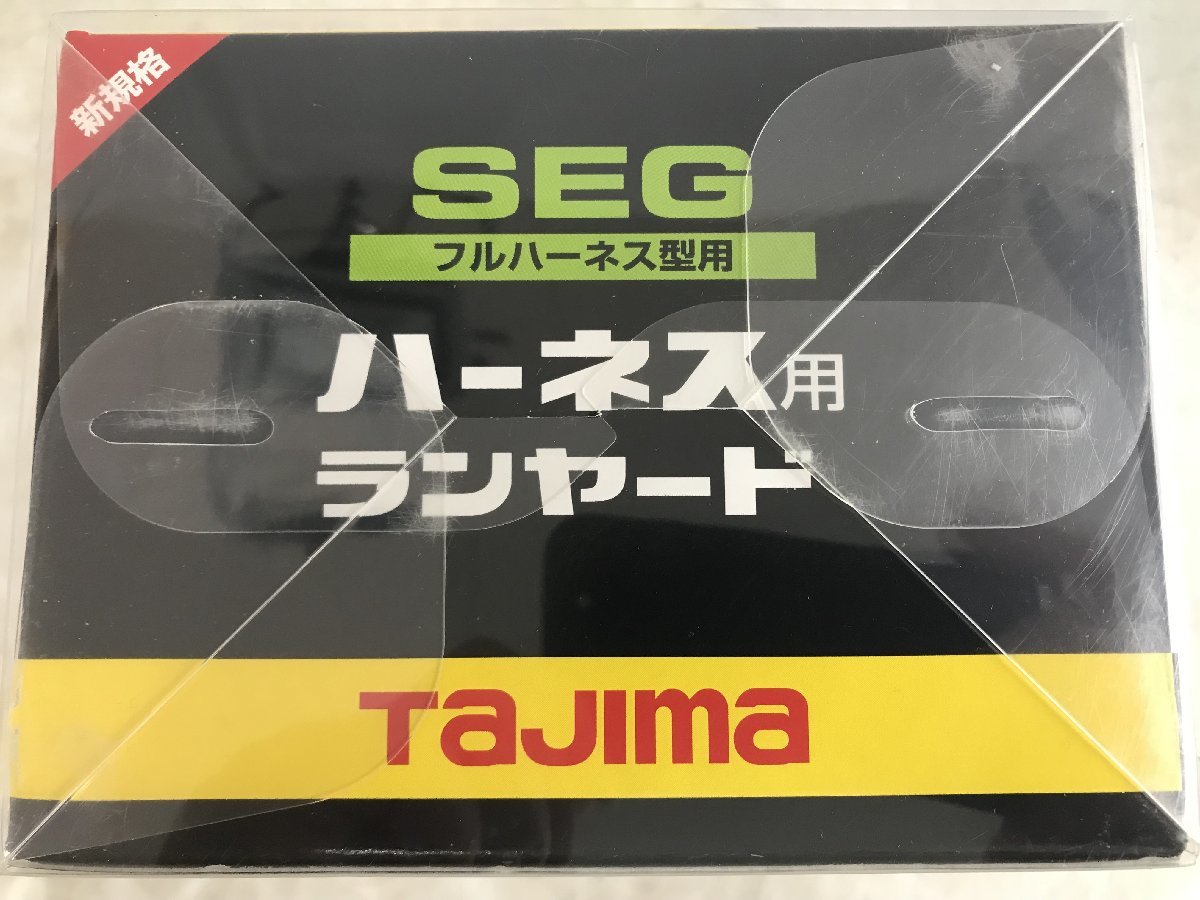 新規格
SEG
フルハーネス型用
ハーネス用
ランヤード
TaJIma